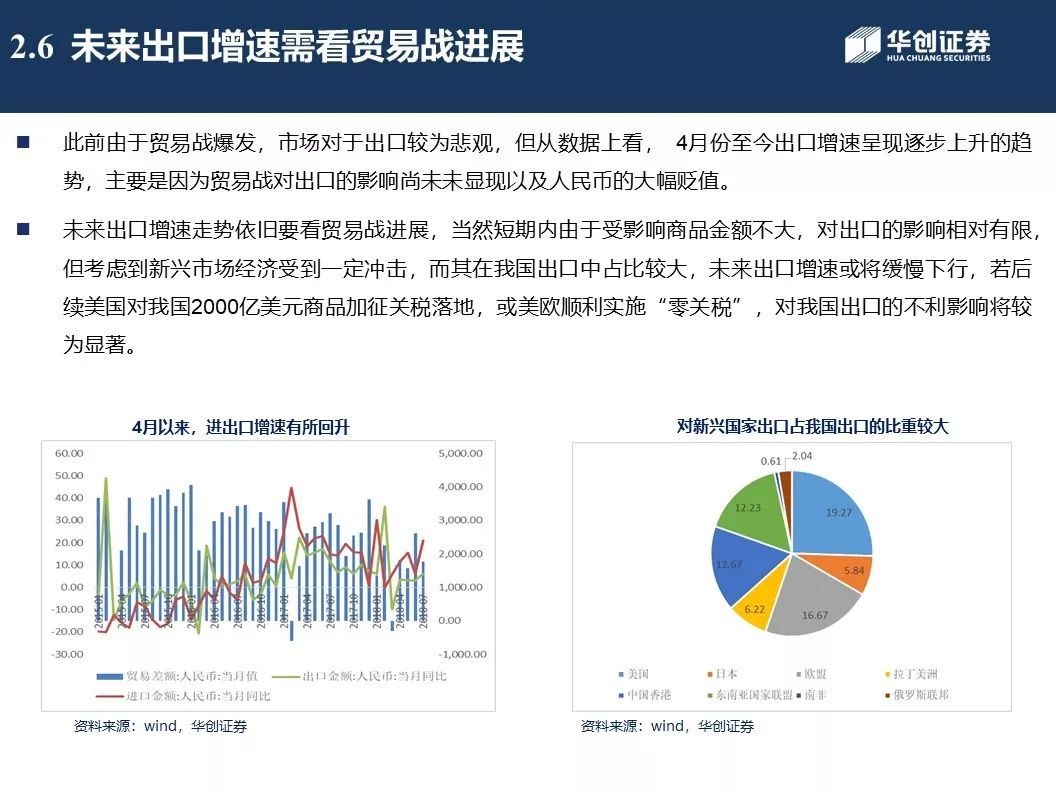 2.6 未来出口增速需看贸易战进展
华创证券
HUA CHUANG SECURITIES
此前由于贸易战爆发，市场对于出口较为悲观，但从数据上看， 4月份至今出口增速呈现逐步上升的趋
势，主要是因为贸易战对出口的影响尚未未显现以及人民币的大幅贬值。
未来出口增速走势依旧要看贸易战进展，当然短期内由于受影响商品金额不大，对出口的影响相对有限，
但考虑到新兴市场经济受到一定冲击，而其在我国出口中占比较大，未来出口增速或将缓慢下行，若后
续美国对我国2000亿美元商品加征关税落地，或美欧顺利实施“零关税”，对我国出口的不利影响将较
为显著。
4月以来，进出口增速有所回升
60.00 5,000.00
50.00
40.00 4,000.00
30.00 3,000.00
20.00
10.00 2,000.00
0.00 1,000.00
-10.00
-20.00 0.00
-30.00 -1,000.00
2015-01 2015-04 2015-07 2015-10 2016-01 2016-04 2016-07 2016-10 2017-01 2017-04 2017-07 2017-10 2018-01 2018-04 2018-07
贸易差额:人民币:当月值 出口金额:人民币:当月同比
进口金额:人民币:当月同比
资料来源：wind，华创证券
对新兴国家出口占我国出口的比重较大
0.61 2.04
12.23 19.27
12.67 5.84
6.22 16.67
美国 日本 欧盟 拉丁美洲
中国香港 东南亚国家联盟 南非 俄罗斯联邦
资料来源：wind，华创证券